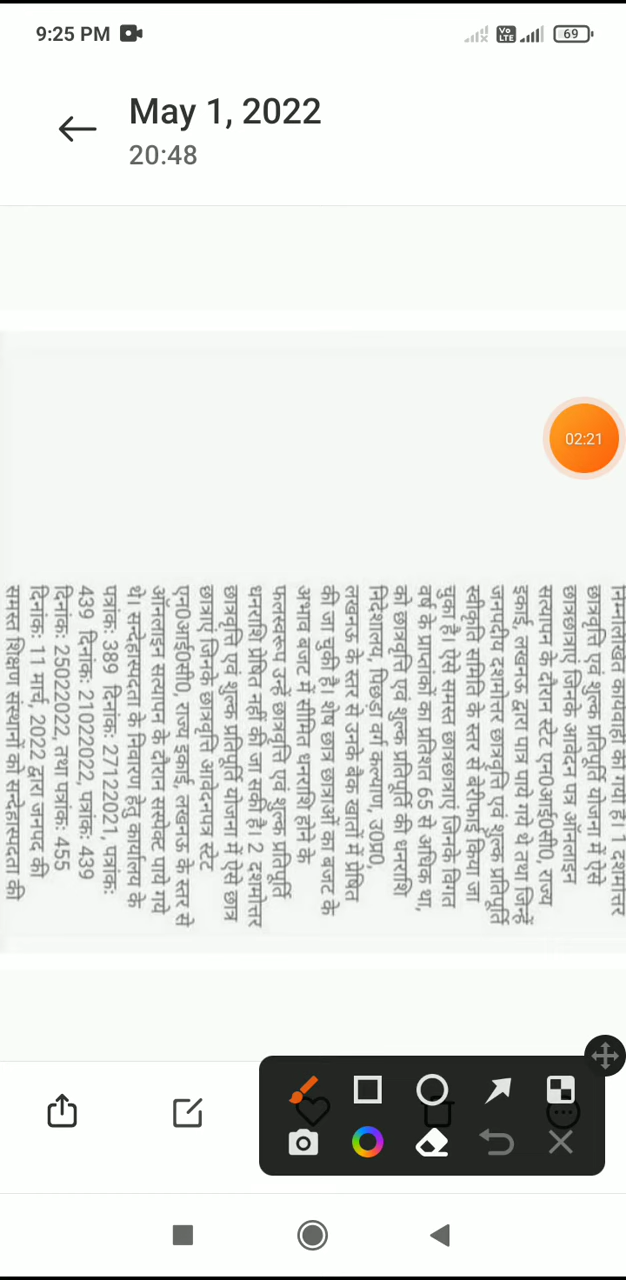 9:25 PM
Vo LTE
69
May 1, 2022
20:48
02:21
निम्नलिखित कार्यवाही की गयी है। 1 दशमोत्तर
छात्रवृत्ति एवं शुल्क प्रतिपूर्ति योजना में ऐसे
छात्रछात्राएं जिनके आवेदन पत्र ऑनलाइन
सत्यापन के दौरान स्टेट एन0आई0सी0, राज्य
इकाई, लखनऊ द्वारा पात्र पाये गये थे तथा जिन्हें
जनपदीय दशमोत्तर छात्रवृत्ति एवं शुल्क प्रतिपूर्ति
स्वीकृति समिति के स्तर से वेरीफाई किया जा
चुका है। ऐसे समस्त छात्रछात्राएं जिनके विगत
वर्ष के प्राप्तांकों का प्रतिशत 65 से अधिक था,
को छात्रवृत्ति एवं शुल्क प्रतिपूर्ति की धनराशि
निदेशालय, पिछड़ा वर्ग कल्याण, उ0प्र0,
लखनऊ के स्तर से उनके बैंक खातों में प्रेषित
की जा चुकी है। शेष छात्र छात्राओं का बजट के
अभाव बजट में सीमित धनराशि होने के
फलस्वरूप उन्हें छात्रवृत्ति एवं शुल्क प्रतिपूर्ति
धनराशि प्रेषित नहीं की जा सकी है। 2 दशमोत्तर
छात्रवृत्ति एवं शुल्क प्रतिपूर्ति योजना में ऐसे छात्र
छात्राएं जिनके छात्रवृत्ति आवेदनपत्र स्टेट
एन0आई0सी0, राज्य इकाई, लखनऊ के स्तर से
ऑनलाइन सत्यापन के दौरान सस्पेक्ट पाये गये
थे। सन्देहास्पदता के निवारण हेतु कार्यालय के
पत्रांक: 389 दिनांक: 27122021, पत्रांक:
439 दिनांक: 21022022, पत्रांक: 439
दिनांक: 25022022, तथा पत्रांक: 455
दिनांक: 11 मार्च, 2022 द्वारा जनपद की
समस्त शिक्षण संस्थानों को सन्देहास्पदता की